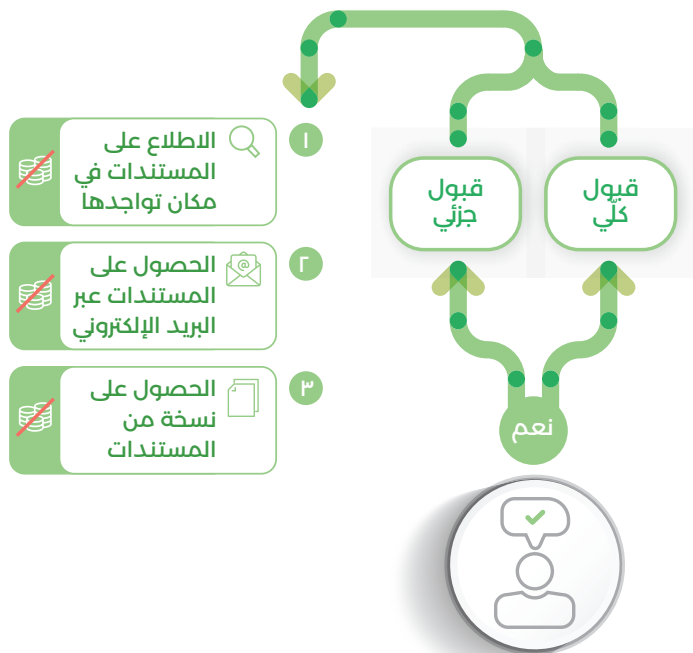 قبول
كلّي
قبول
جزئي
نعم
١
الاطلاع على
المستندات في
مكان تواجدها
٢
الحصول على
المستندات عبر
البريد الإلكتروني
٣
الحصول على
نسخة من
المستندات